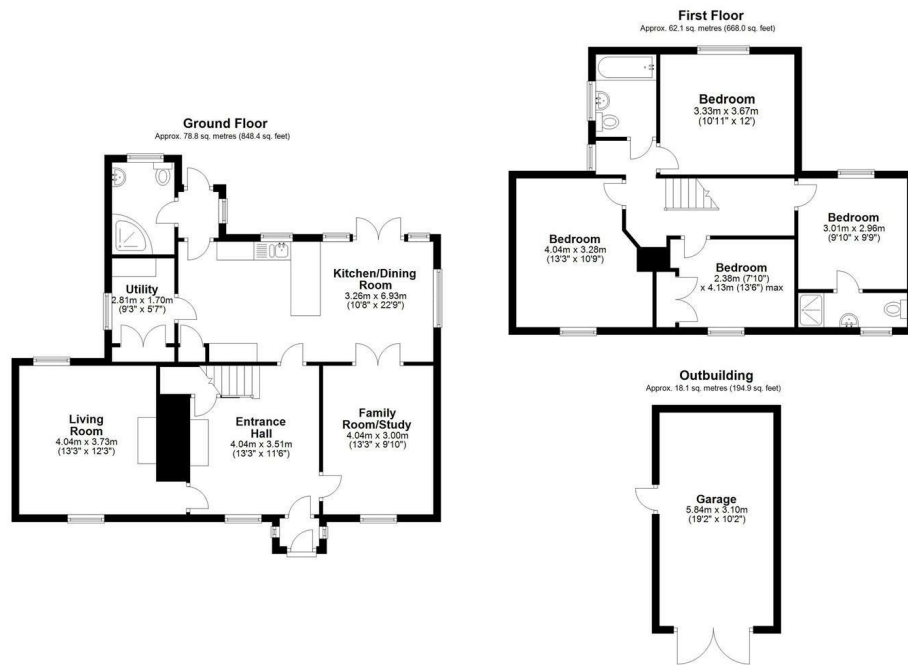 Ground Floor
Approx. 78.8 sq. metres (848.4 sq. feet)
Utility
2.81m x 1.70m
(9'3" x 5'7")
Kitchen/Dining
Room
3.26m x 6.93m
(10'8" x 22'9")
Living
Room
4.04m x 3.73m
(13'3" x 12'3")
Entrance
Hall
4.04m x 3.51m
(13'3" x 11'6")
Family
Room/Study
4.04m x 3.00m
(13'3" x 9'10")
First Floor
Approx. 62.1 sq. metres (668.0 sq. feet)
Bedroom
3.33m x 3.67m
(10'11" x 12')
Bedroom
4.04m x 3.28m
(13'3" x 10'9")
Bedroom
2.38m (7'10")
x 4.13m (13'6") max
Bedroom
3.01m x 2.96m
(9'10" x 9'9")
Outbuilding
Approx. 18.1 sq. metres (194.9 sq. feet)
Garage
5.84m x 3.10m
(19'2" x 10'2")